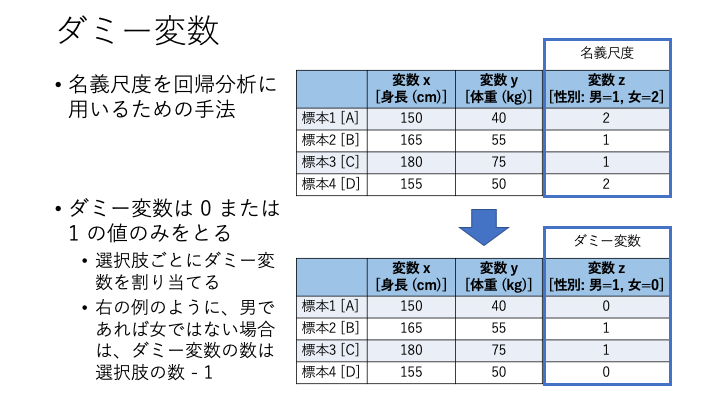 ダミー変数
• 名義尺度を回帰分析に
用いるための手法
• ダミー変数は 0 または
1 の値のみをとる
• 選択肢ごとにダミー変
数を割り当てる
• 右の例のように、男で
あれば女ではない場合
は、ダミー変数の数は
選択肢の数 - 1
名義尺度
変数 x 変数 y 変数 z
[身長 (cm)] [体重 (kg)] [性別: 男=1, 女=2]
標本1 [A] 150 40 2
標本2 [B] 165 55 1
標本3 [C] 180 75 1
標本4 [D] 155 50 2
ダミー変数
変数 x 変数 y 変数 z
[身長 (cm)] [体重 (kg)] [性別: 男=1, 女=0]
標本1 [A] 150 40 0
標本2 [B] 165 55 1
標本3 [C] 180 75 1
標本4 [D] 155 50 0